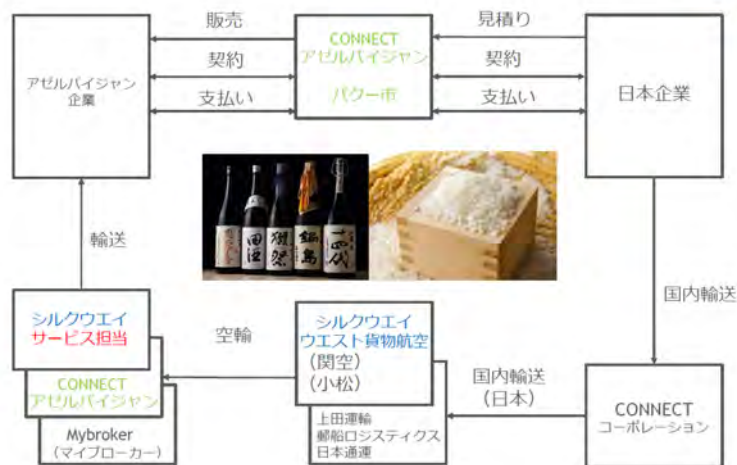 アゼルバイジャン
企業
販売
契約
支払い
CONNECT
アゼルバイジャン
バクー市
見積り
契約
支払い
日本企業
田酒
獺祭
鍋島
十四代
輸送
国内輸送
シルクウエイ
サービス担当
CONNECT
アゼルバイジャン
Mybroker
（マイブローカー）
空輸
シルクウエイ
ウエスト貨物航空
（関空）
（小松）
上田運輸
郵船ロジスティクス
日本通運
国内輸送
（日本）
CONNECT
コーポレーション